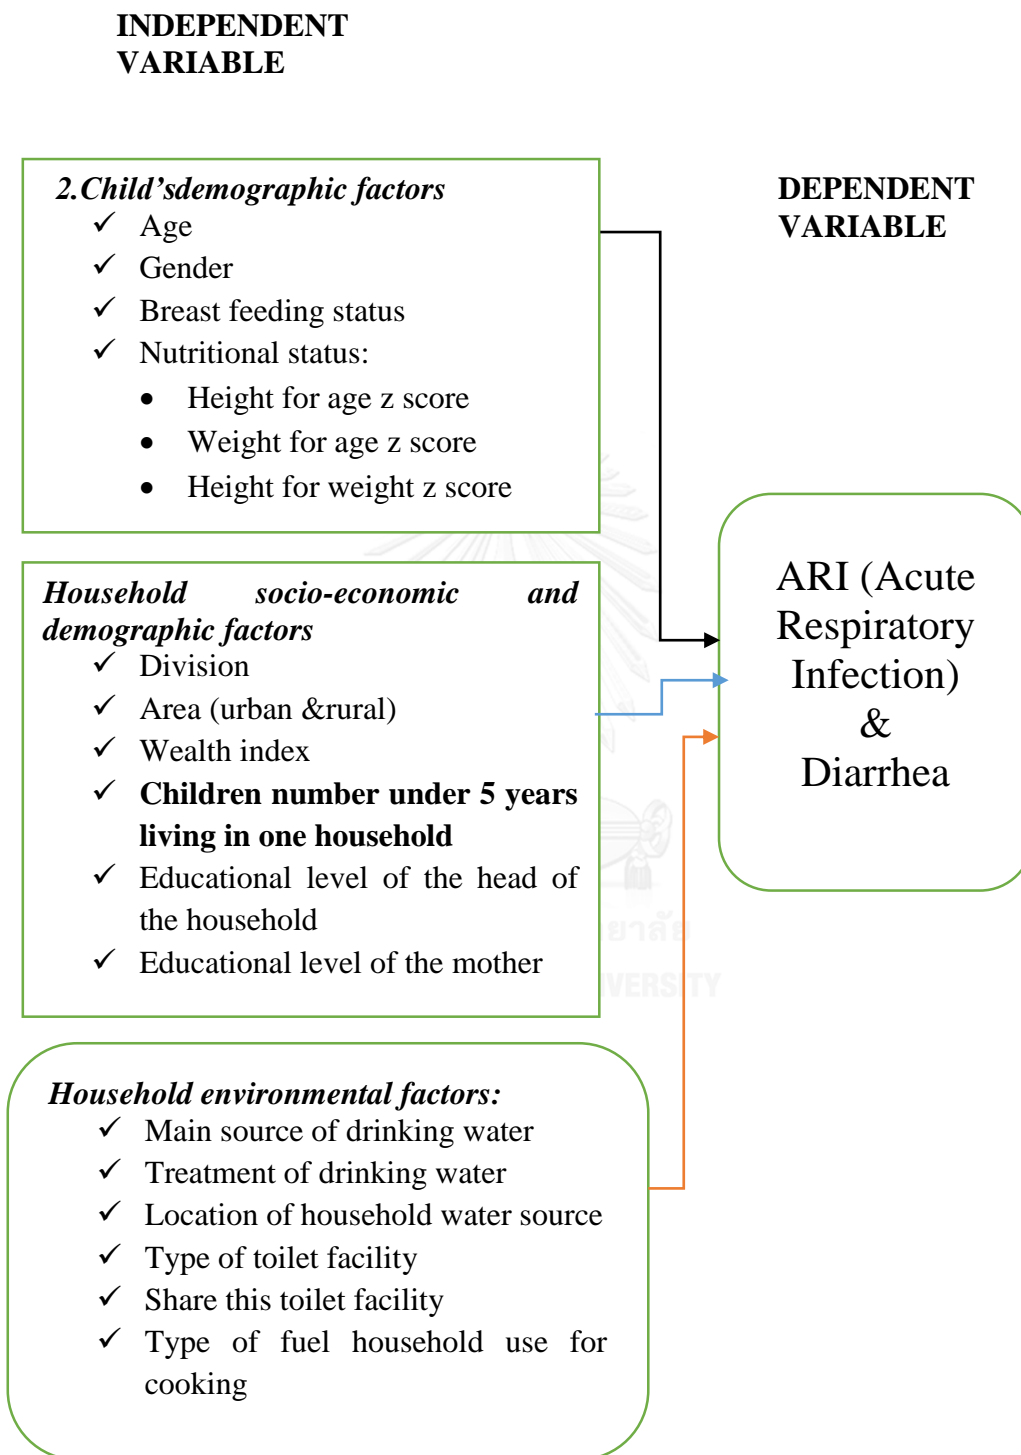 INDEPENDENT
VARIABLE
2.Child'sdemographic factors
✓ Age
✓ Gender
✓ Breast feeding status
✓ Nutritional status:
• Height for age z score
• Weight for age z score
• Height for weight z score
DEPENDENT
VARIABLE
Household socio-economic and
demographic factors
✓ Division
✓ Area (urban &rural)
✓ Wealth index
✓ Children number under 5 years
living in one household
✓ Educational level of the head of
the household
✓ Educational level of the mother
ARI (Acute
Respiratory
Infection)
&
Diarrhea
ยาลัย
VERSITY
Household environmental factors:
✓ Main source of drinking water
✓ Treatment of drinking water
✓ Location of household water source
✓ Type of toilet facility
✓ Share this toilet facility
✓ Type of fuel household use for
cooking